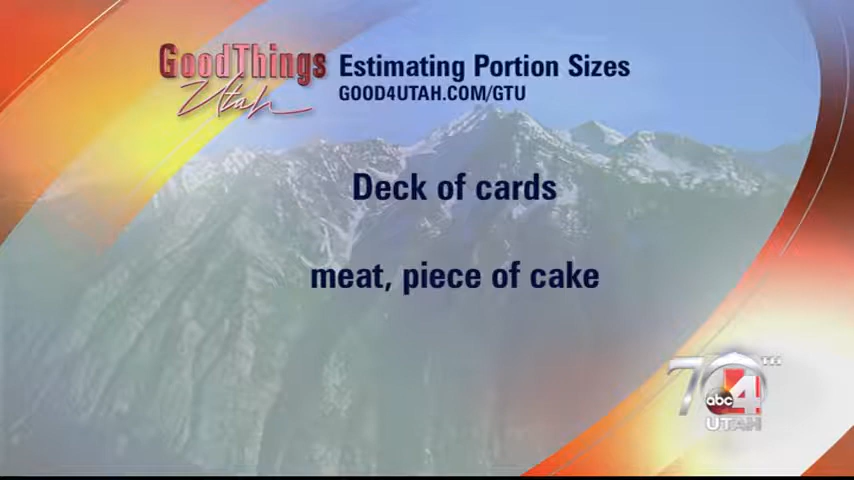 Good Things
Utah
Estimating Portion Sizes
GOOD4UTAH.COM/GTU
Deck of cards
meat, piece of cake
70TH
abc 4
UTAH